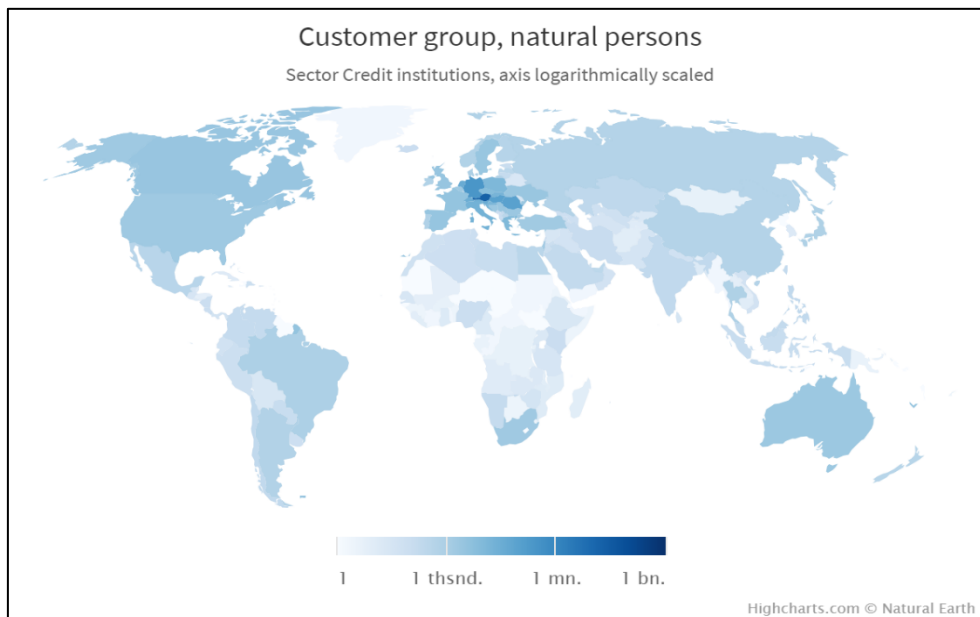 Customer group, natural persons
Sector Credit institutions, axis logarithmically scaled
1 1 thsnd. 1 mn. 1 bn.
Highcharts.com © Natural Earth